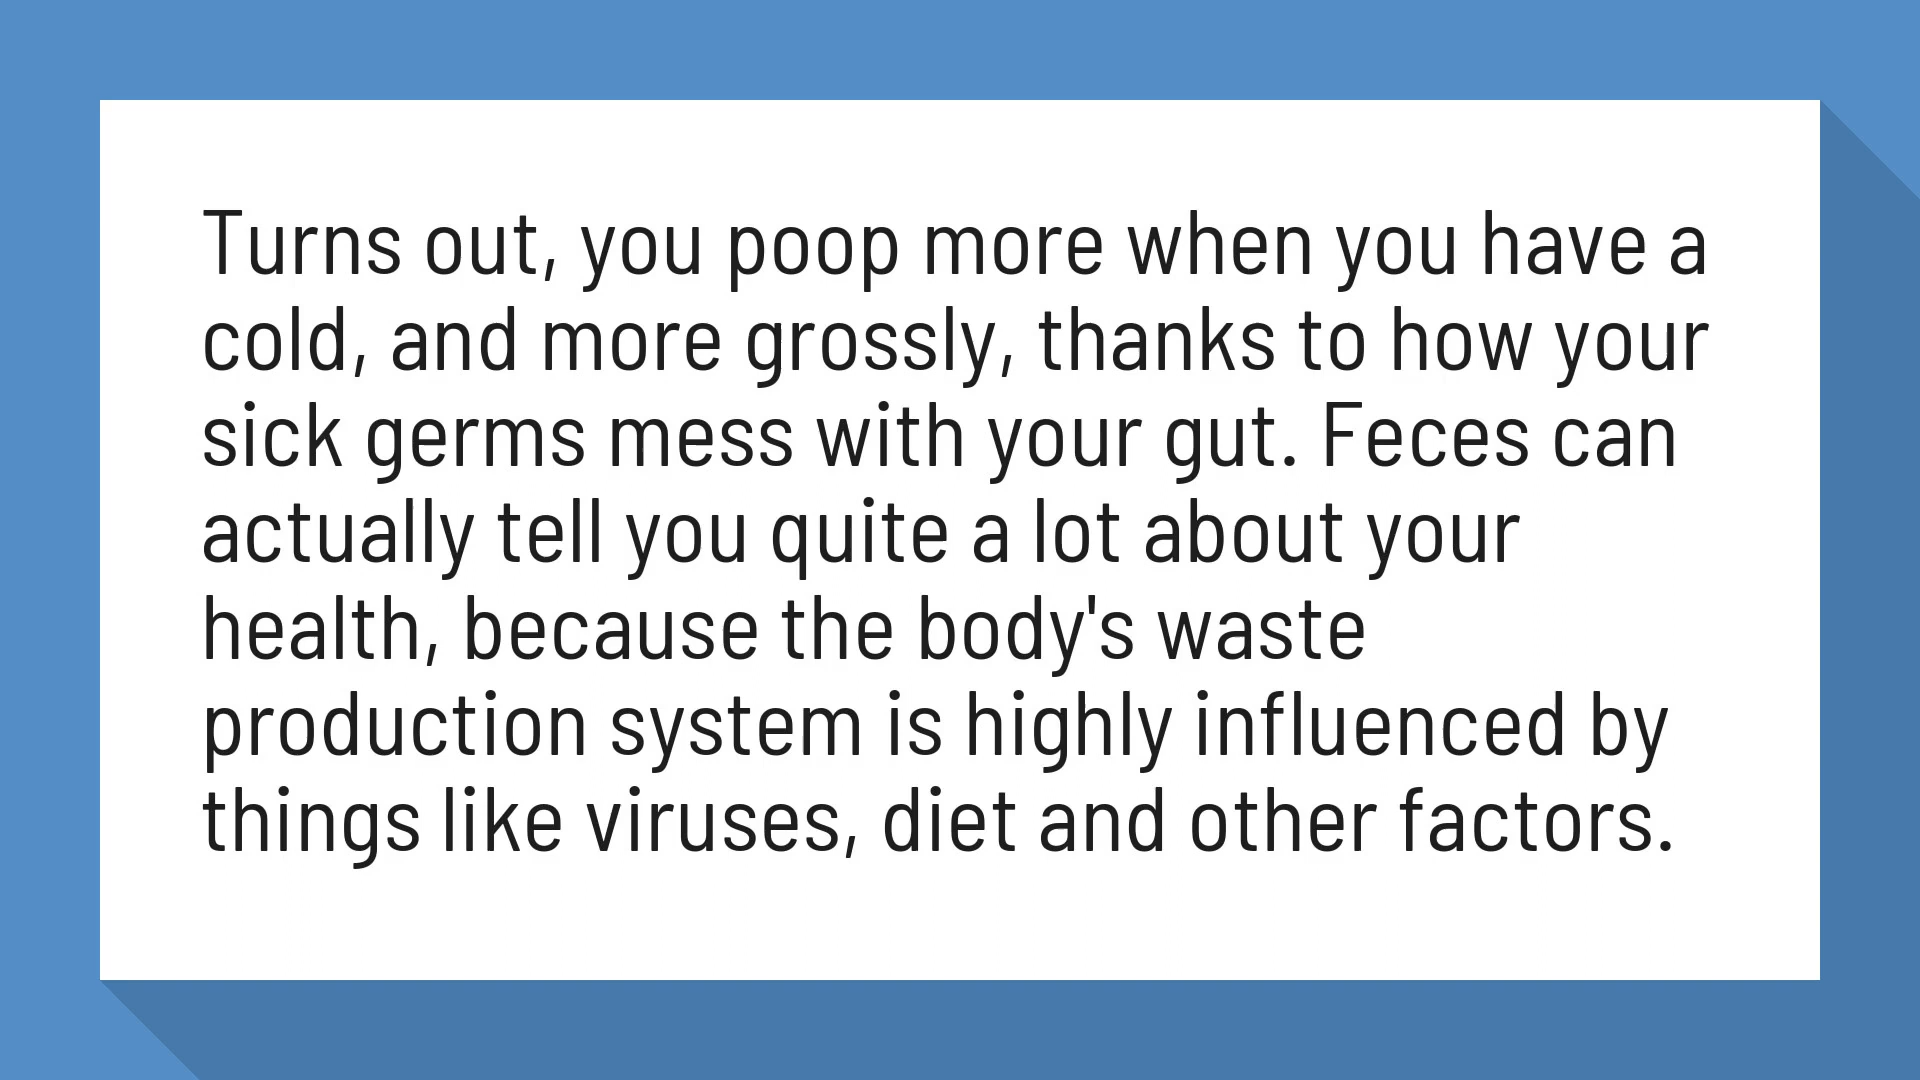 Turns out, you poop more when you have a
cold, and more grossly, thanks to how your
sick germs mess with your gut. Feces can
actually tell you quite a lot about your
health, because the body's waste
production system is highly influenced by
things like viruses, diet and other factors.